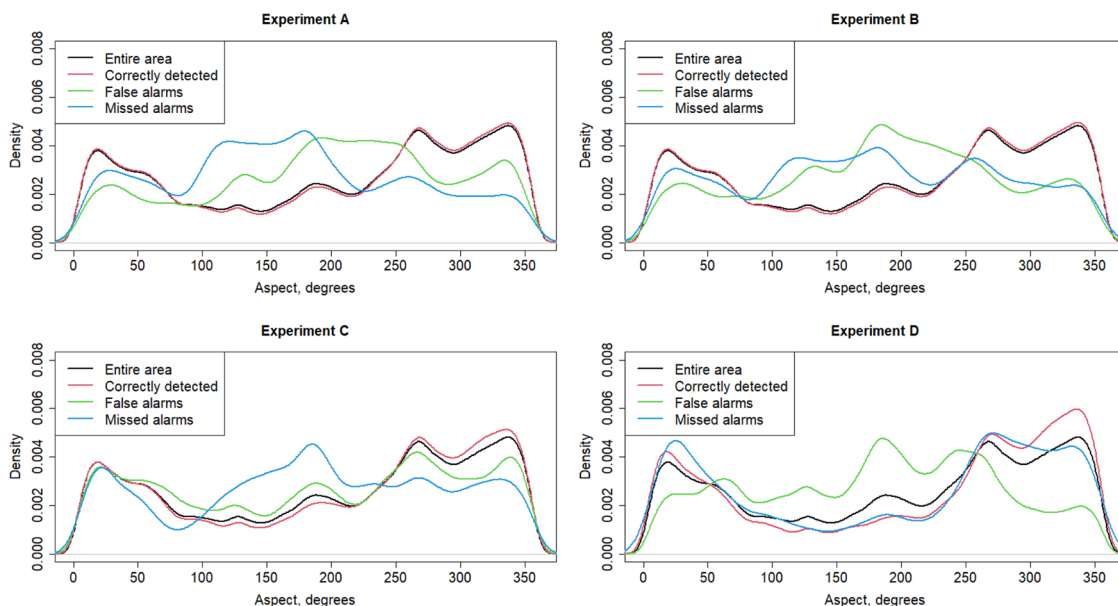 Experiment A
Entire area
Correctly detected
False alarms
Missed alarms
Density
0.000 0.002 0.004 0.006 0.008
0 50 100 150 200 250 300 350
Aspect, degrees
Experiment B
Entire area
Correctly detected
False alarms
Missed alarms
Density
0.000 0.002 0.004 0.006 0.008
0 50 100 150 200 250 300 350
Aspect, degrees
Experiment C
Entire area
Correctly detected
False alarms
Missed alarms
Density
0.000 0.002 0.004 0.006 0.008
0 50 100 150 200 250 300 350
Aspect, degrees
Experiment D
Entire area
Correctly detected
False alarms
Missed alarms
Density
0.000 0.002 0.004 0.006 0.008
0 50 100 150 200 250 300 350
Aspect, degrees